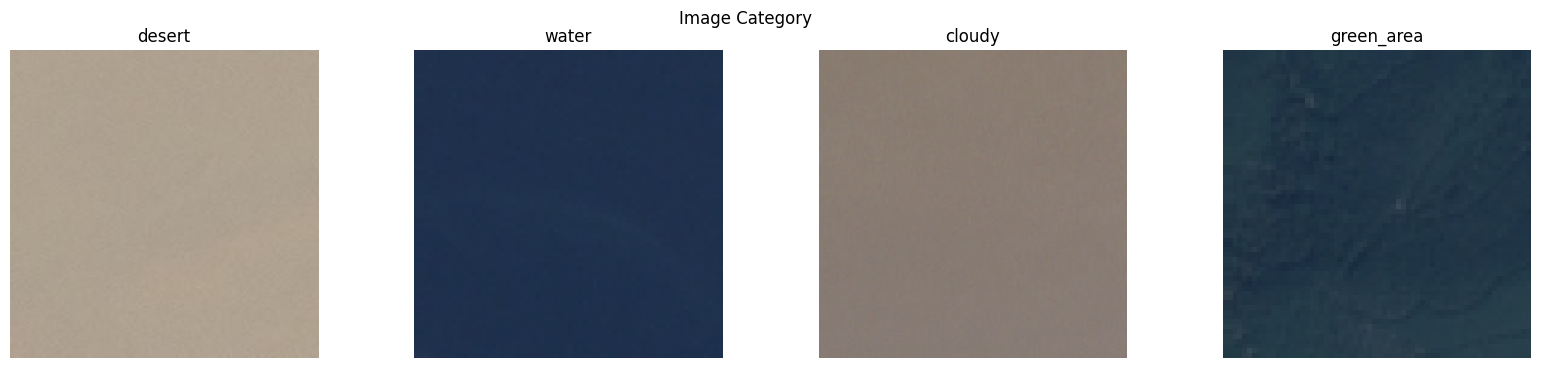 Image Category
desert
water
cloudy
green_area